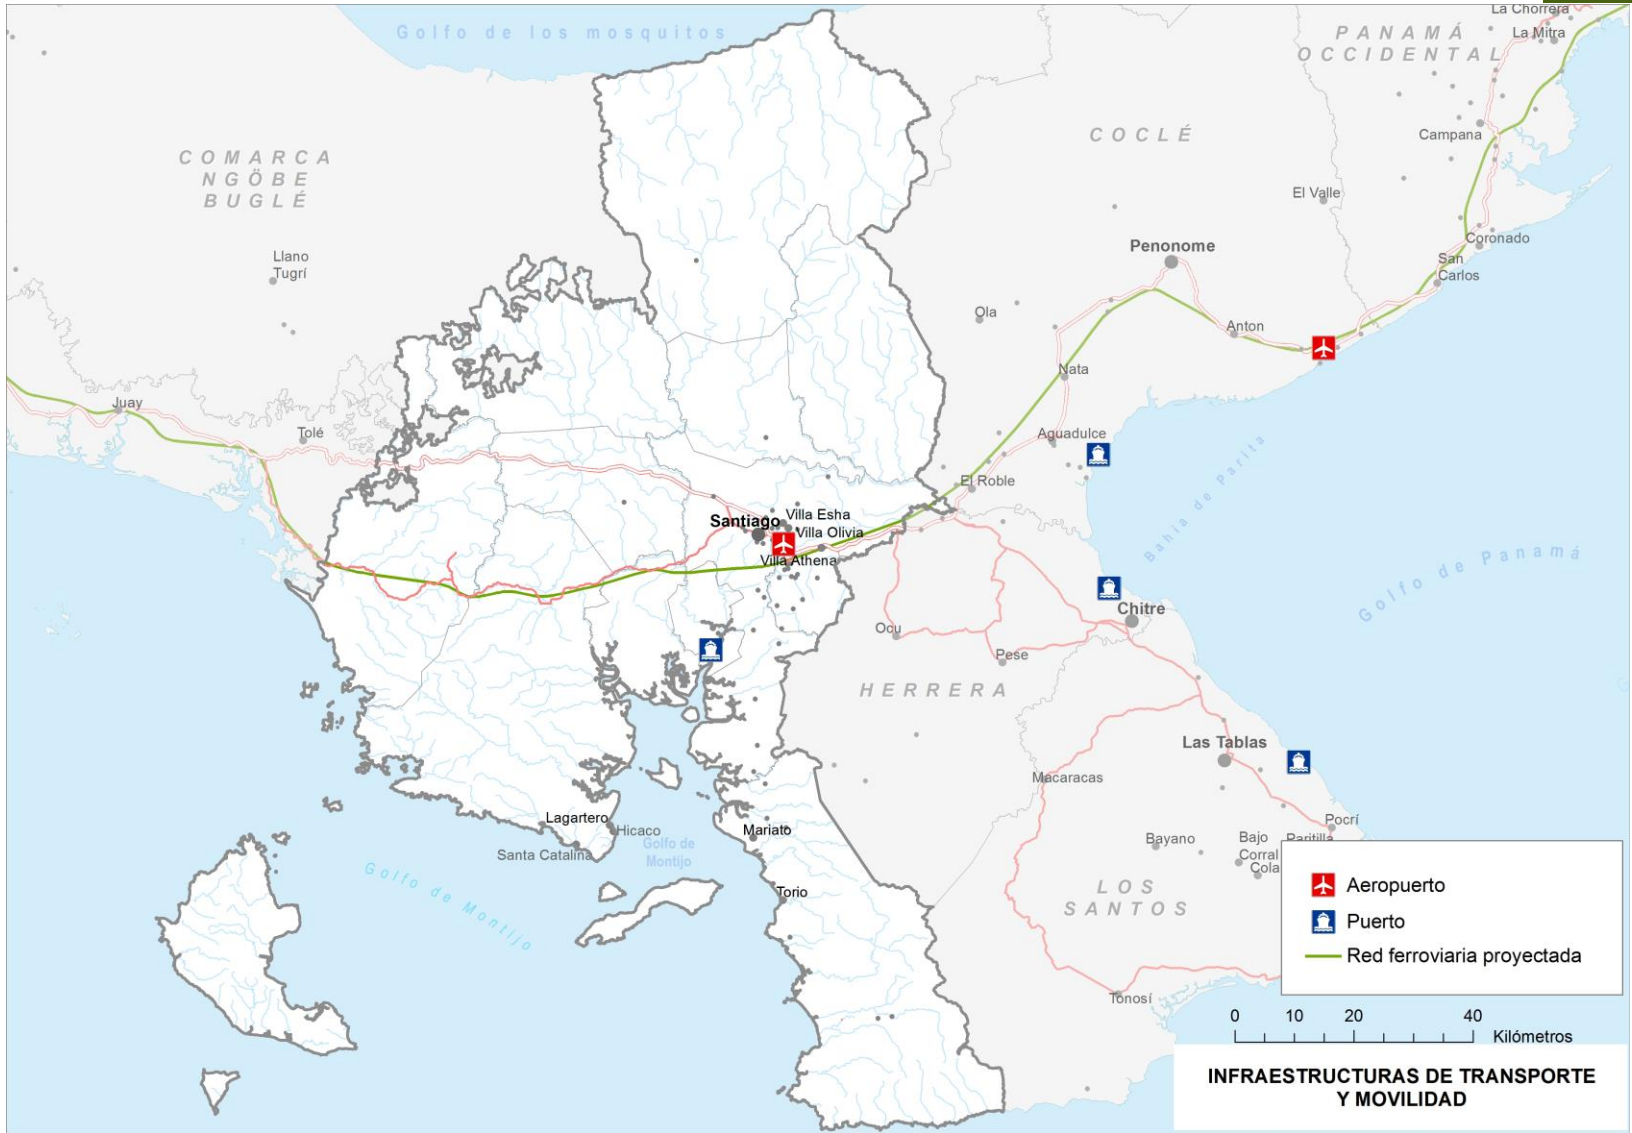 La Chorrera
Golfo de los mosquitos
PANAMÁ
OCCIDENTAL
La Mitra
COCLÉ
Campana
COMARCA
NGÖBE
BUGLÉ
El Valle
Penonome
Coronado
Llano
Tugrí
San
Carlos
Ola
Anton
Nata
Juay
Tolé
Aguadulce
Bahia de Parita
El Roble
Santiago
Villa Esha
Villa Olivia
Villa Athena
Golfo de Panamá
Chitre
Ocu
Pese
HERRERA
Las Tablas
Macaracas
Lagartero
Hicaco
Mariato
Santa Catalina
Golfo de
Montijo
Golfo de Montijo
Torio
Pocrí
Bayano
Bajo
Corral
Paritilla
Cola
LOS
SANTOS
Tonosí
Aeropuerto
Puerto
Red ferroviaria proyectada
0 10 20 40
Kilómetros
INFRAESTRUCTURAS DE TRANSPORTE
Y MOVILIDAD